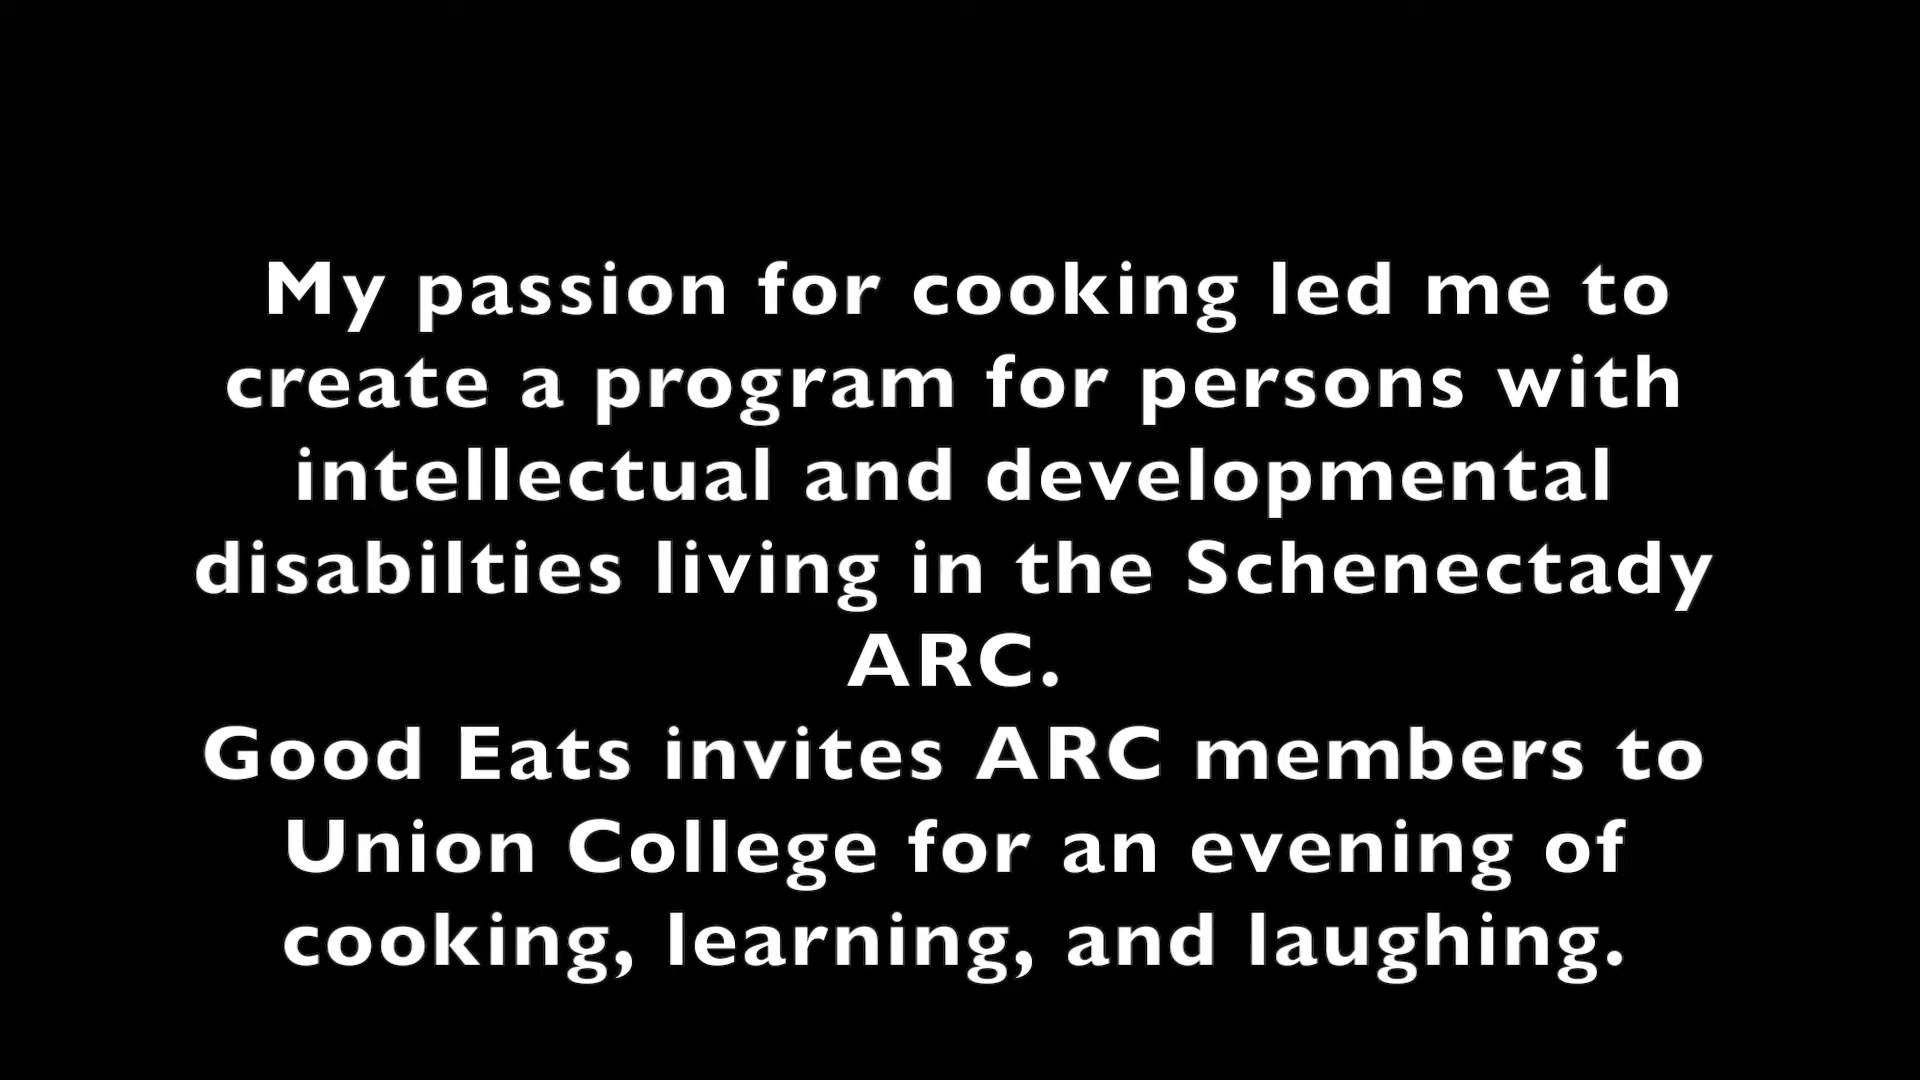 My passion for cooking led me to
create a program for persons with
intellectual and developmental
disabilties living in the Schenectady
ARC.
Good Eats invites ARC members to
Union College for an evening of
cooking, learning, and laughing.